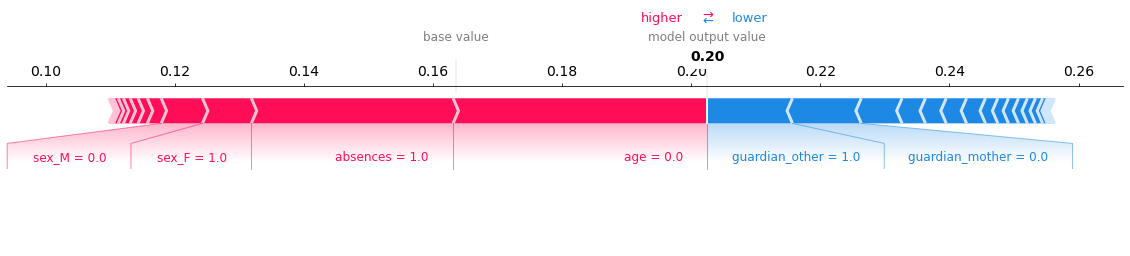 higher ⇄ lower
base value model output value
0.20
0.10 0.12 0.14 0.16 0.18 0.20 0.22 0.24 0.26
sex_M = 0.0 sex_F = 1.0 absences = 1.0 age = 0.0 guardian_other = 1.0 guardian_mother = 0.0